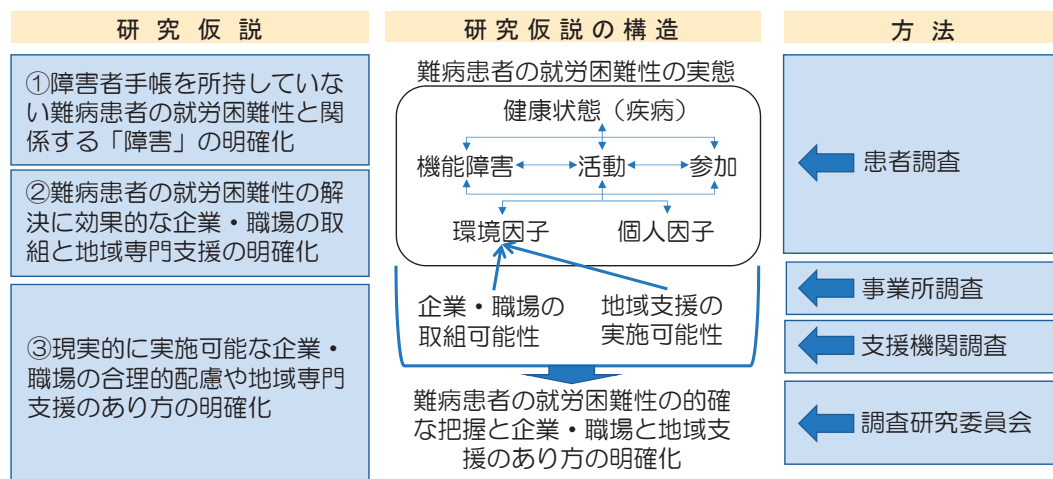 研究仮説
①障害者手帳を所持していな
い難病患者の就労困難性と関
係する「障害」の明確化
②難病患者の就労困難性の解
決に効果的な企業・職場の取
組と地域専門支援の明確化
③現実的に実施可能な企業・
職場の合理的配慮や地域専門
支援のあり方の明確化
研究仮説の構造
難病患者の就労困難性の実態
健康状態（疾病）
機能障害 活動 参加
環境因子 個人因子
企業・職場の
取組可能性
地域支援の
実施可能性
難病患者の就労困難性の的確
な把握と企業・職場と地域支
援のあり方の明確化
方法
患者調査
事業所調査
支援機関調査
調査研究委員会